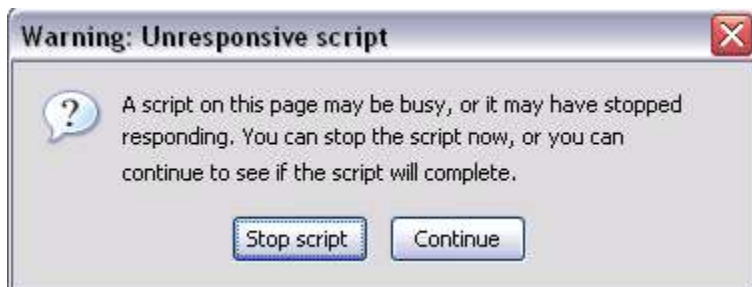 Warning: Unresponsive script
A script on this page may be busy, or it may have stopped
responding. You can stop the script now, or you can
continue to see if the script will complete.
Stop script Continue